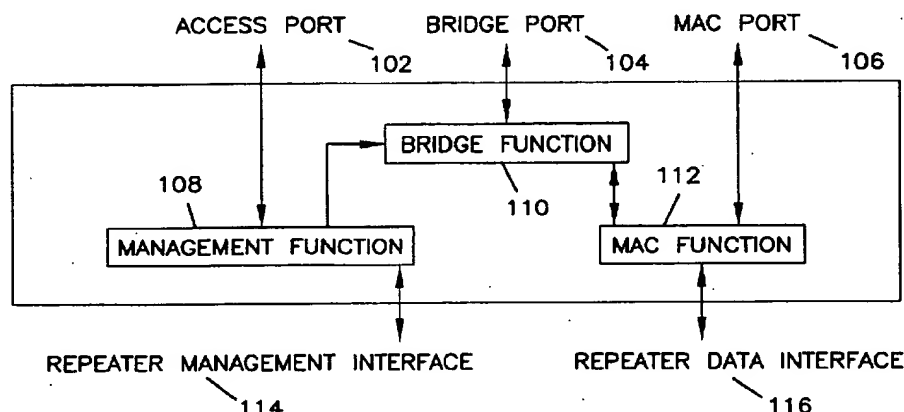 ACCESS PORT
102
BRIDGE PORT
104
MAC PORT
106
BRIDGE FUNCTION
110
108
MANAGEMENT FUNCTION
112
MAC FUNCTION
REPEATER MANAGEMENT INTERFACE
114
REPEATER DATA INTERFACE
116